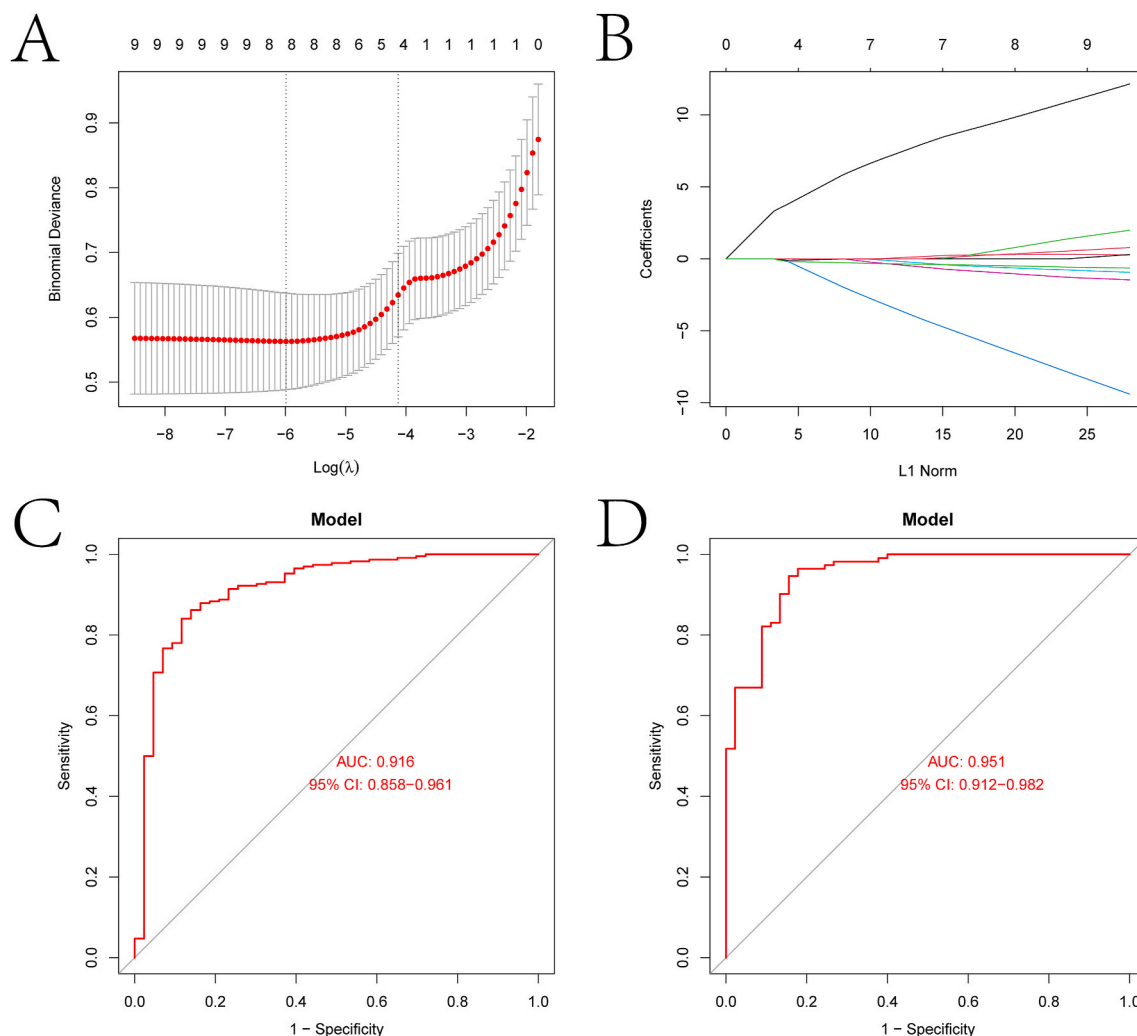 A
9 9 9 9 9 9 8 8 8 8 6 5 4 1 1 1 1 1 0
Binomial Deviance
0.9
0.8
0.7
0.6
0.5
−8 −7 −6 −5 −4 −3 −2
Log(λ)
B
0 4 7 7 8 9
Coefficients
10
5
0
−5
−10
0 5 10 15 20 25
L1 Norm
C
Model
Sensitivity
1.0
0.8
0.6
0.4
0.2
0.0
AUC: 0.916
95% CI: 0.858−0.961
0.0 0.2 0.4 0.6 0.8 1.0
1 − Specificity
D
Model
Sensitivity
1.0
0.8
0.6
0.4
0.2
0.0
AUC: 0.951
95% CI: 0.912−0.982
0.0 0.2 0.4 0.6 0.8 1.0
1 − Specificity